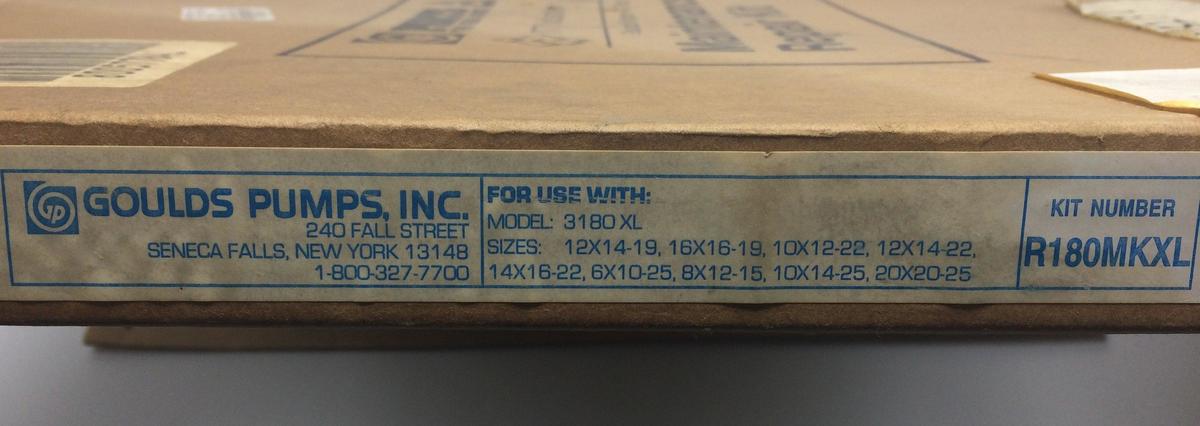 GP GOULDS PUMPS, INC.
240 FALL STREET
SENECA FALLS, NEW YORK 13148
1-800-327-7700
FOR USE WITH:
MODEL: 3180 XL
SIZES: 12X14-19, 16X16-19, 10X12-22, 12X14-22,
14X16-22, 6X10-25, 8X12-15, 10X14-25, 20X20-25
KIT NUMBER
R180MKXL